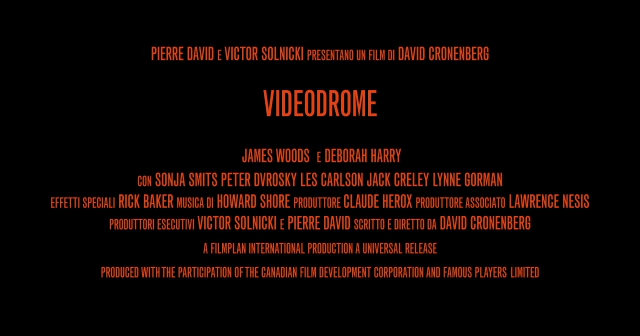 PIERRE DAVID E VICTOR SOLNICKI PRESENTANO UN FILM DI DAVID CRONENBERG
VIDEODROME
JAMES WOODS E DEBORAH HARRY
CON SONJA SMITS PETER DVROSKY LES CARLSON JACK CRELEY LYNNE GORMAN
EFFETTI SPECIALI RICK BAKER MUSICA DI HOWARD SHORE PRODUTTORE CLAUDE HEROX PRODUTTORE ASSOCIATO LAWRENCE NESIS
PRODUTTORI ESECUTIVI VICTOR SOLNICKI E PIERRE DAVID SCRITTO E DIRETTO DA DAVID CRONENBERG
A FILMPLAN INTERNATIONAL PRODUCTION A UNIVERSAL RELEASE
PRODUCED WITH THE PARTICIPATION OF THE CANADIAN FILM DEVELOPMENT CORPORATION AND FAMOUS PLAYERS LIMITED